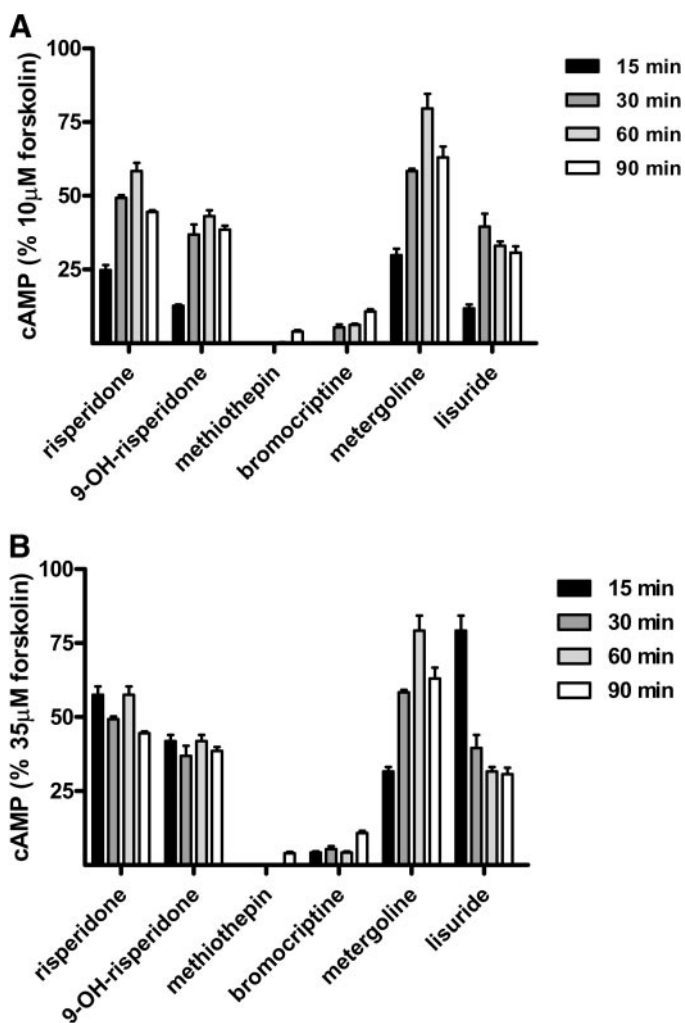 A
cAMP (% 10μM forskolin)
100
75
50
25
15 min
30 min
60 min
90 min
risperidone
9-OH-risperidone
methiothepin
bromocriptine
metergoline
lisuride
B
cAMP (% 35μM forskolin)
100
75
50
25
15 min
30 min
60 min
90 min
risperidone
9-OH-risperidone
methiothepin
bromocriptine
metergoline
lisuride